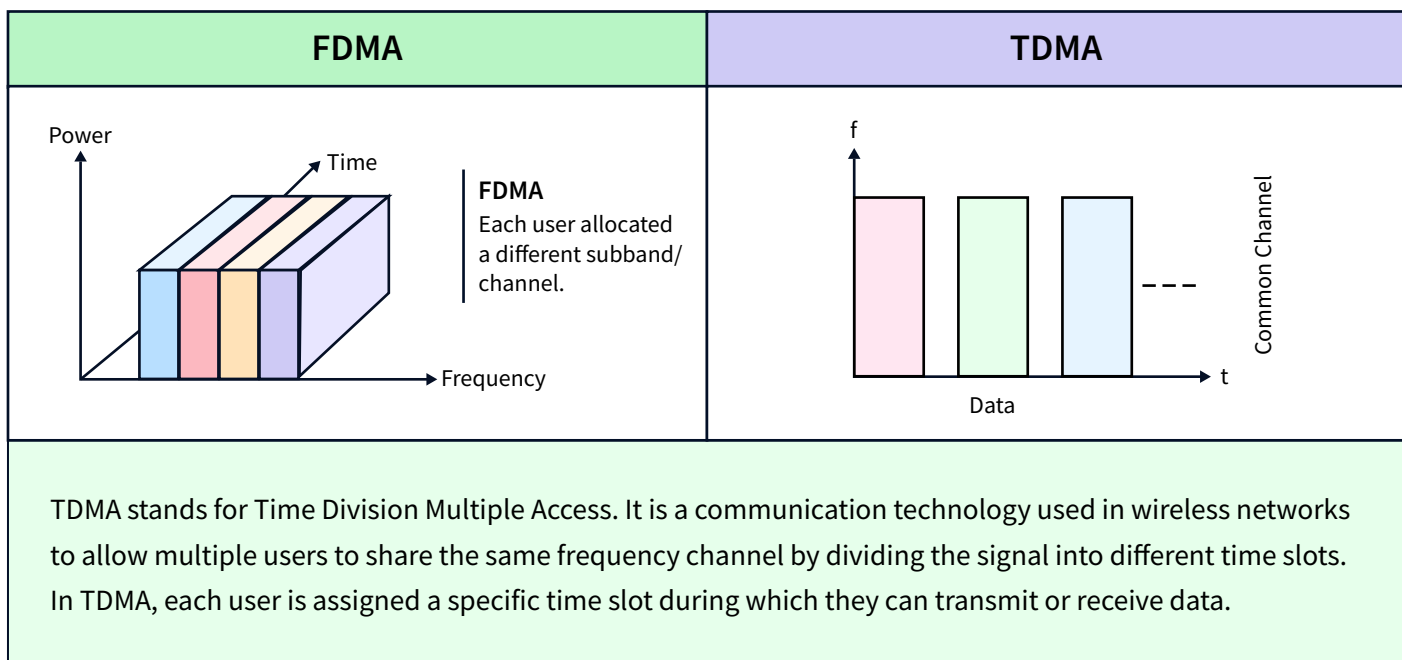 FDMA
TDMA
Power
Time
FDMA
Each user allocated
a different subband/
channel.
Frequency
f
Common Channel
t
Data
TDMA stands for Time Division Multiple Access. It is a communication technology used in wireless networks
to allow multiple users to share the same frequency channel by dividing the signal into different time slots.
In TDMA, each user is assigned a specific time slot during which they can transmit or receive data.